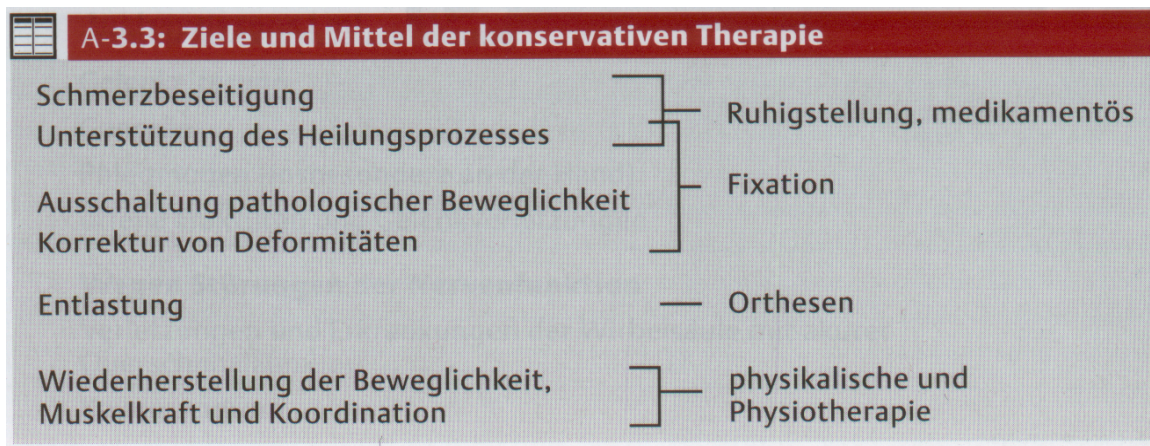 A-3.3: Ziele und Mittel der konservativen Therapie
Schmerzbeseitigung
Unterstützung des Heilungsprozesses
Ruhigstellung, medikamentös
Ausschaltung pathologischer Beweglichkeit
Korrektur von Deformitäten
Fixation
Entlastung
Orthesen
Wiederherstellung der Beweglichkeit,
Muskelkraft und Koordination
physikalische und
Physiotherapie